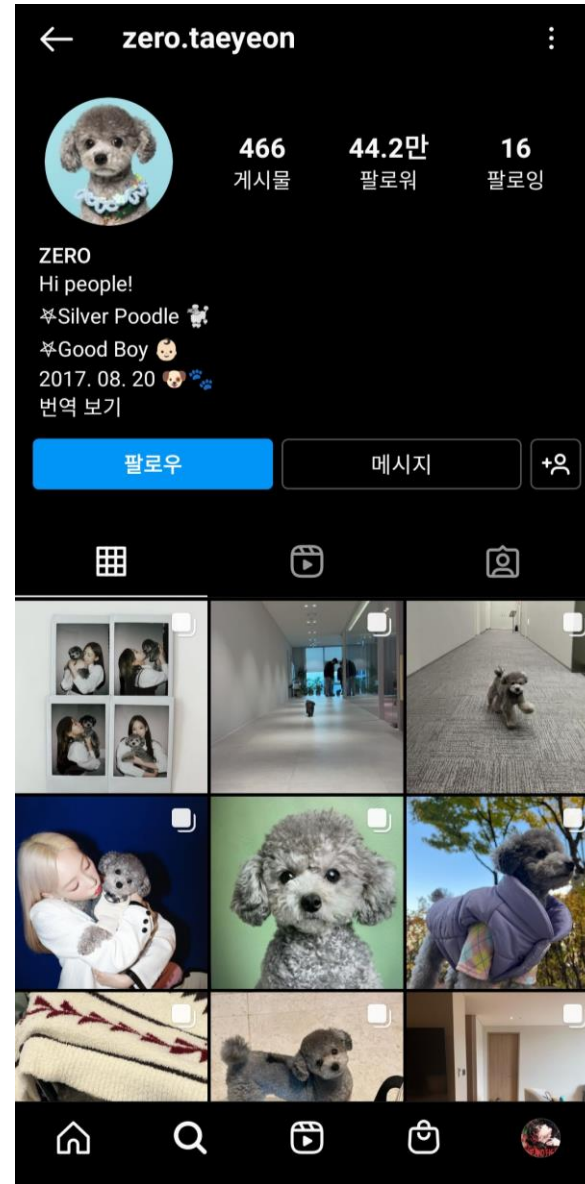 zero.taeyeon
466 44.2만 16
게시물 팔로워 팔로잉
ZERO
Hi people!
⛧Silver Poodle 🐩
⛧Good Boy 👶🏻
2017. 08. 20 🐶🐾
번역 보기
팔로우 메시지